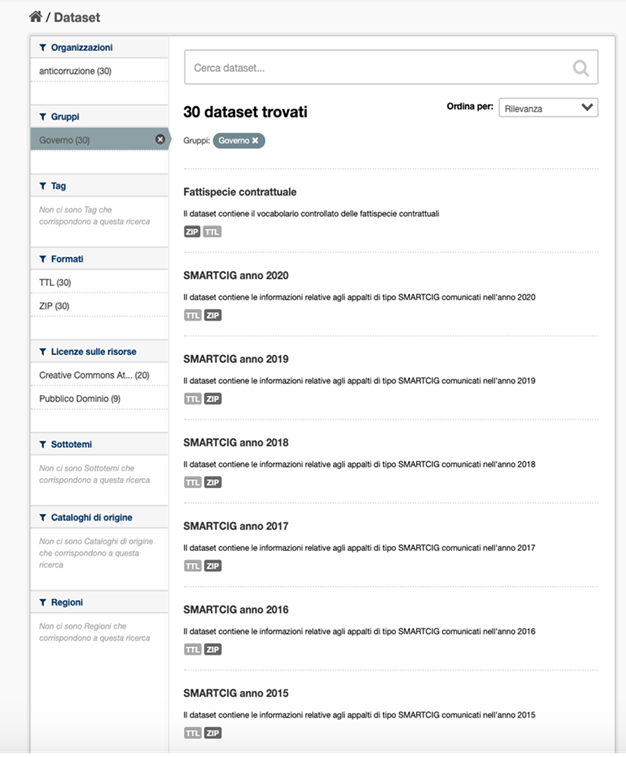 / Dataset
Organizzazioni
anticorruzione (30)
Gruppi
Governo (30)
Tag
Non ci sono Tag che
corrispondono a questa ricerca
Formati
TTL (30)
ZIP (30)
Licenze sulle risorse
Creative Commons At... (20)
Pubblico Dominio (9)
Sottotemi
Non ci sono Sottotemi che
corrispondono a questa ricerca
Cataloghi di origine
Non ci sono Cataloghi di origine
che corrispondono a questa
ricerca
Regioni
Non ci sono Regioni che
corrispondono a questa ricerca
Cerca dataset...
30 dataset trovati
Ordina per: Rilevanza
Gruppi: Governo ✖
Fattispecie contrattuale
Il dataset contiene il vocabolario controllato delle fattispecie contrattuali
ZIP TTL
SMARTCIG anno 2020
Il dataset contiene le informazioni relative agli appalti di tipo SMARTCIG comunicati nell'anno 2020
TTL ZIP
SMARTCIG anno 2019
Il dataset contiene le informazioni relative agli appalti di tipo SMARTCIG comunicati nell'anno 2019
TTL ZIP
SMARTCIG anno 2018
Il dataset contiene le informazioni relative agli appalti di tipo SMARTCIG comunicati nell'anno 2018
TTL ZIP
SMARTCIG anno 2017
Il dataset contiene le informazioni relative agli appalti di tipo SMARTCIG comunicati nell'anno 2017
TTL ZIP
SMARTCIG anno 2016
Il dataset contiene le informazioni relative agli appalti di tipo SMARTCIG comunicati nell'anno 2016
TTL ZIP
SMARTCIG anno 2015
Il dataset contiene le informazioni relative agli appalti di tipo SMARTCIG comunicati nell'anno 2015
TTL ZIP